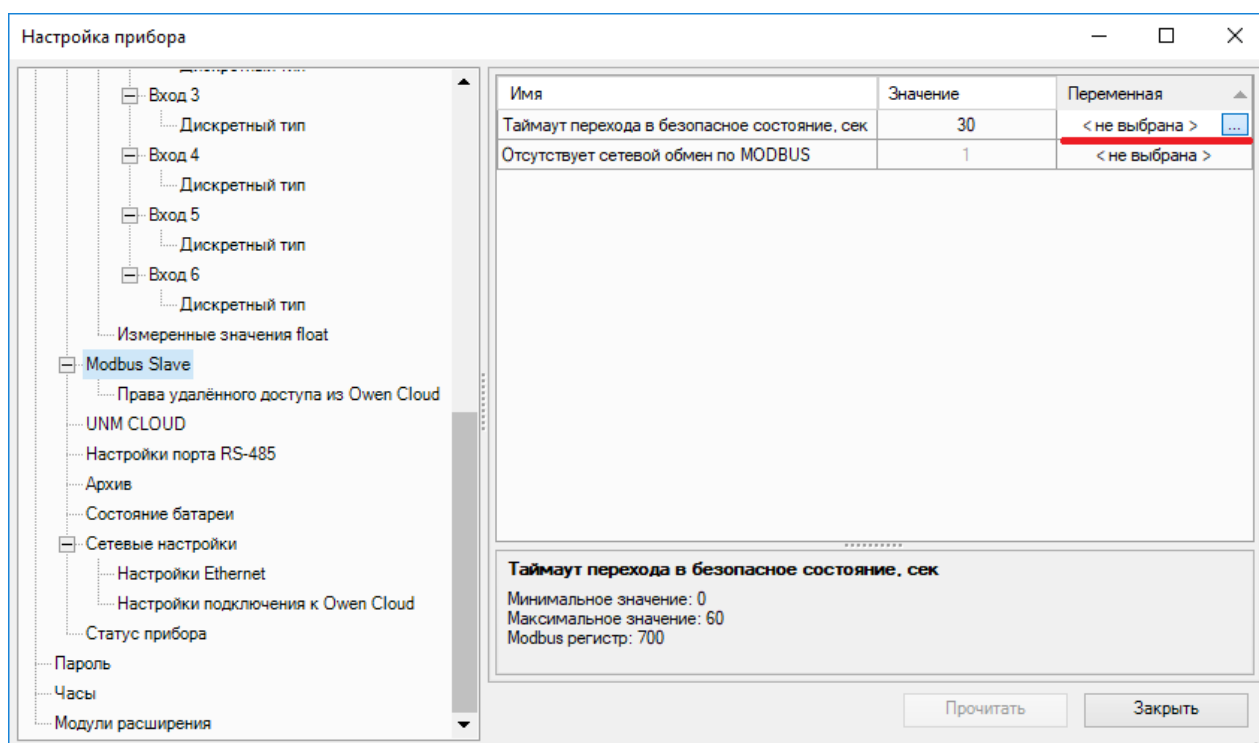 Настройка прибора
Дискретный тип
Вход 3
Дискретный тип
Вход 4
Дискретный тип
Вход 5
Дискретный тип
Вход 6
Дискретный тип
Измеренные значения float
Modbus Slave
Права удалённого доступа из Owen Cloud
UNM CLOUD
Настройки порта RS-485
Архив
Состояние батареи
Сетевые настройки
Настройки Ethernet
Настройки подключения к Owen Cloud
Статус прибора
Пароль
Часы
Модули расширения
Имя Значение Переменная
Таймаут перехода в безопасное состояние, сек 30 < не выбрана > ...
Отсутствует сетевой обмен по MODBUS 1 < не выбрана >
Таймаут перехода в безопасное состояние, сек
Минимальное значение: 0
Максимальное значение: 60
Modbus регистр: 700
Прочитать Закрыть